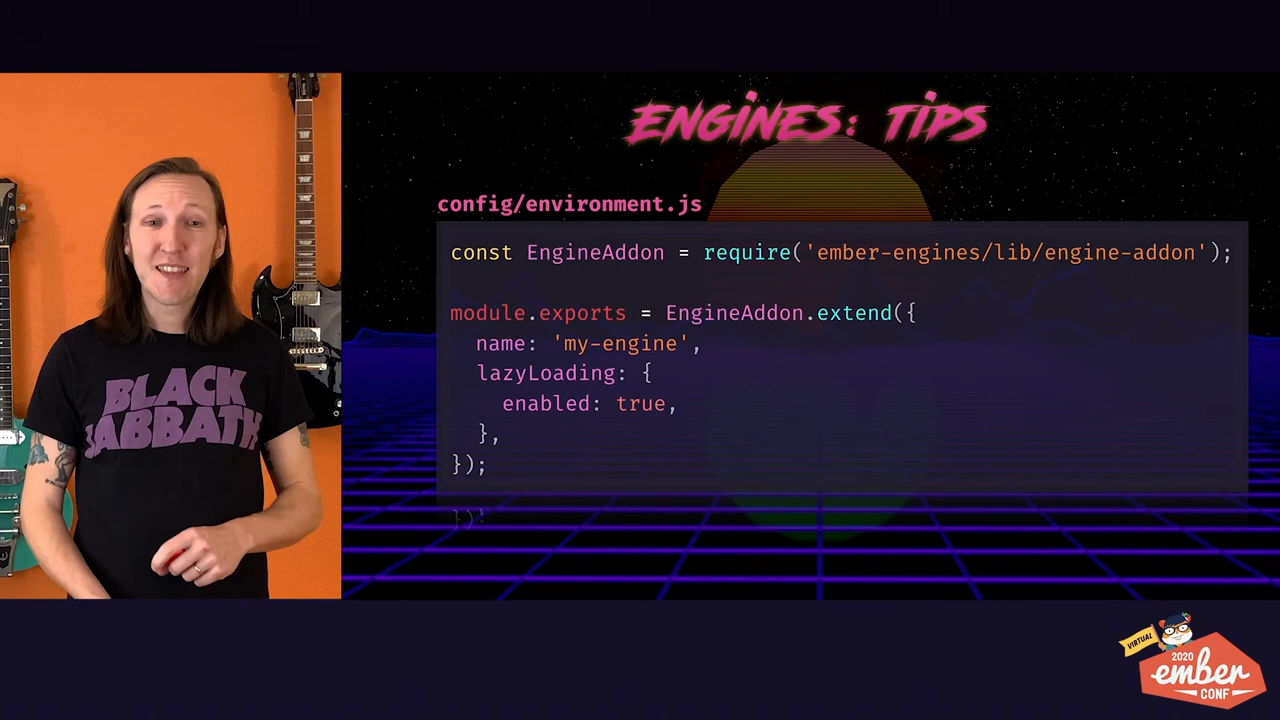 BLACK
SABBATH
ENGINES: TIPS
config/environment.js
const EngineAddon = require('ember-engines/lib/engine-addon');
module.exports = EngineAddon.extend({
  name: 'my-engine',
  lazyLoading: {
    enabled: true,
  },
});
});
VIRTUAL
2020
ember
CONF